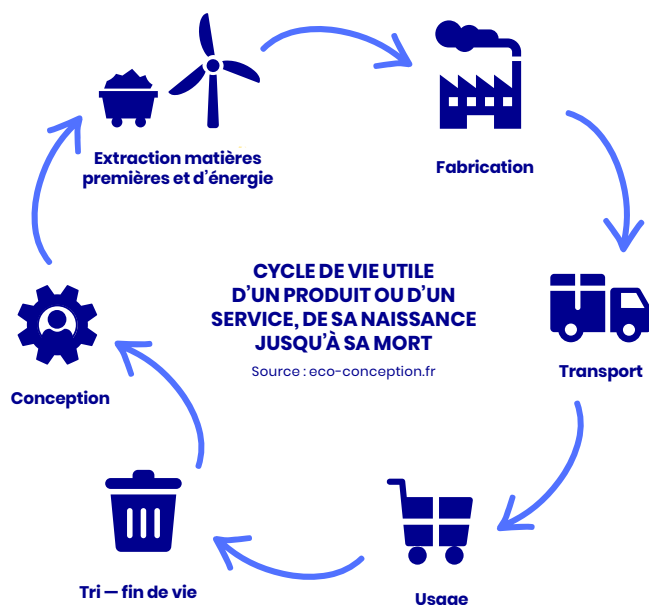 Extraction matières
premières et d'énergie
Fabrication
CYCLE DE VIE UTILE
D'UN PRODUIT OU D'UN
SERVICE, DE SA NAISSANCE
JUSQU'À SA MORT
Source : eco-conception.fr
Transport
Conception
Tri — fin de vie
Usage